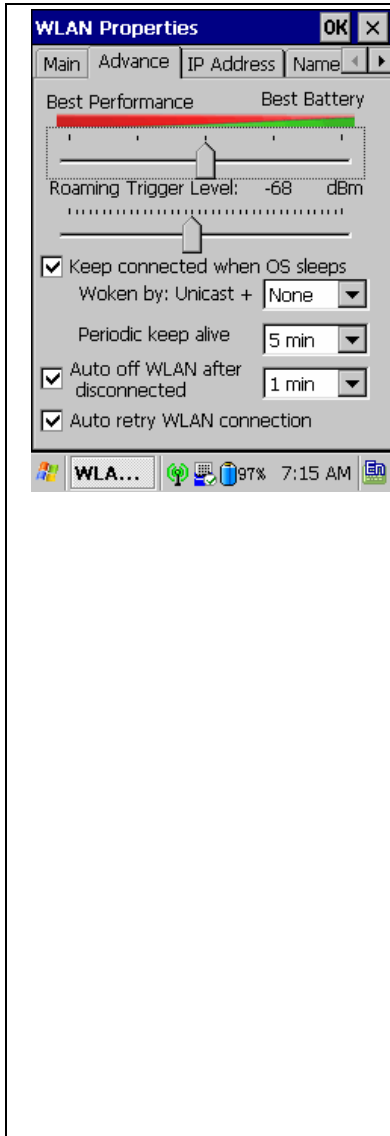 WLAN Properties OK ×
Main Advance IP Address Name
Best Performance Best Battery
Roaming Trigger Level: -68 dBm
Keep connected when OS sleeps
Woken by: Unicast + None
Periodic keep alive 5 min
Auto off WLAN after
disconnected 1 min
Auto retry WLAN connection
WLA... 97% 7:15 AM En